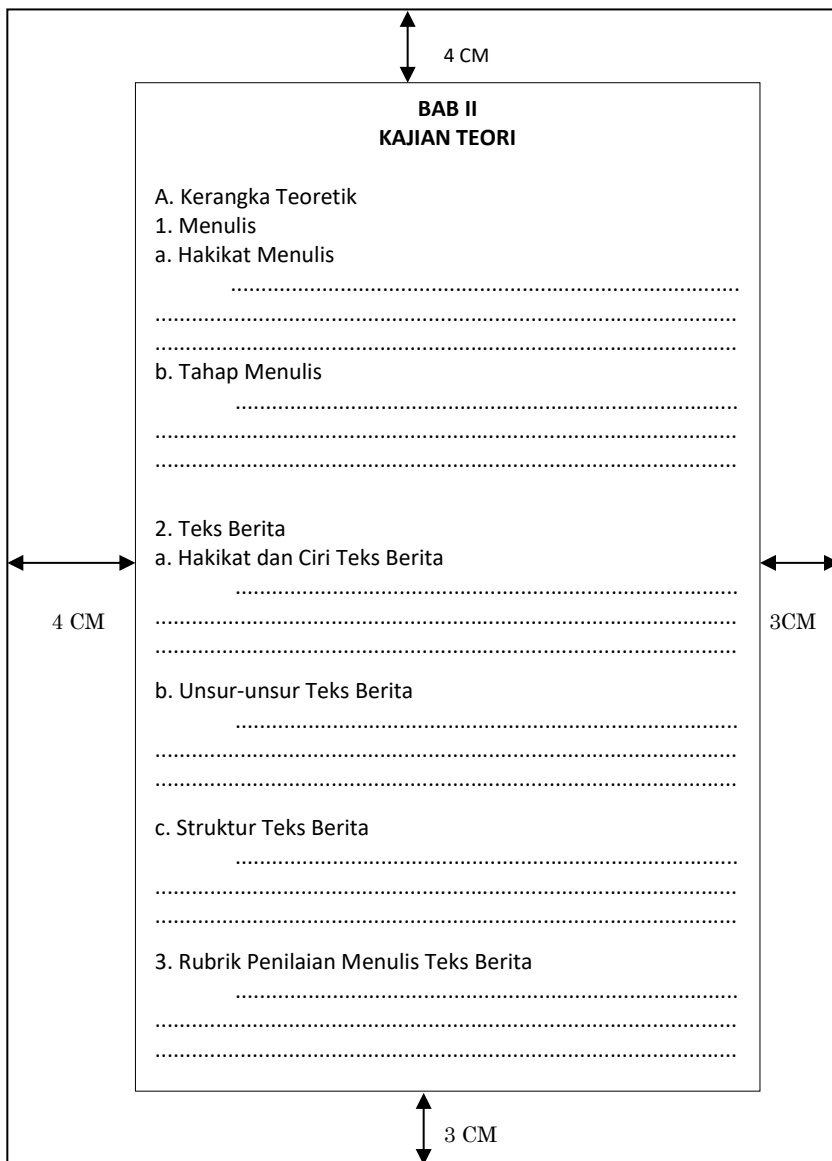 4 CM
BAB II
KAJIAN TEORI
A. Kerangka Teoretik
1. Menulis
a. Hakikat Menulis
.....................................................................................
.................................................................................................
.................................................................................................
b. Tahap Menulis
....................................................................................
.................................................................................................
.................................................................................................
2. Teks Berita
a. Hakikat dan Ciri Teks Berita
....................................................................................
4 CM
.................................................................................................
3CM
.................................................................................................
b. Unsur-unsur Teks Berita
....................................................................................
.................................................................................................
.................................................................................................
c. Struktur Teks Berita
....................................................................................
.................................................................................................
.................................................................................................
3. Rubrik Penilaian Menulis Teks Berita
....................................................................................
.................................................................................................
.................................................................................................
3 CM